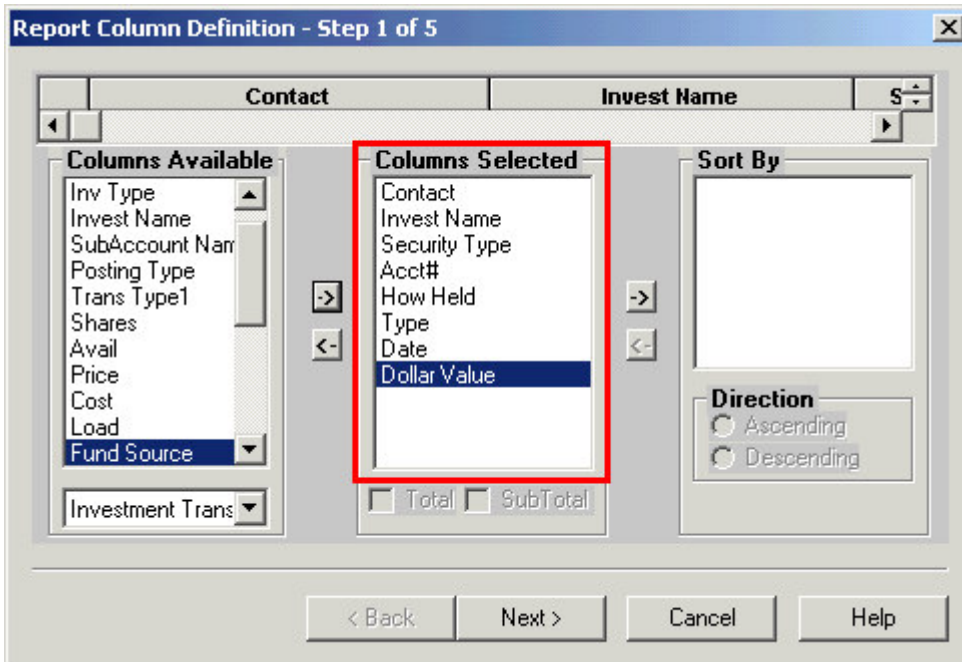 Report Column Definition - Step 1 of 5
Contact Invest Name S
Columns Available
Inv Type
Invest Name
SubAccount Nam
Posting Type
Trans Type1
Shares
Avail
Price
Cost
Load
Fund Source
Investment Trans
->
<-
Columns Selected
Contact
Invest Name
Security Type
Acct#
How Held
Type
Date
Dollar Value
Total SubTotal
->
<-
Sort By
Direction
Ascending
Descending
< Back Next > Cancel Help